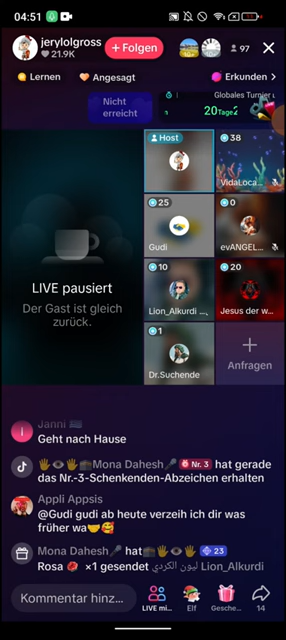 04:51
jerylolgross
21.9K
+ Folgen
97
Lernen
Angesagt
Erkunden >
Nicht
erreicht
Globales Turnier
20 Tage
Host
38
VidaLoca...
25
Gudi
0
evANGEL...
LIVE pausiert
Der Gast ist gleich
zurück.
10
Lion_Alkurdi ...
20
Jesus der w...
1
Dr.Suchende
Anfragen
Janni
Geht nach Hause
🖐👁🖐Mona Dahesh🎤 Nr. 3 hat gerade
das Nr.-3-Schenkenden-Abzeichen erhalten
Appli Appsis
@Gudi gudi ab heute verzeih ich dir was
früher wa🤝🥰
Mona Dahesh🎤 hat 🖐👁🖐 23
Rosa 🌹 ×1 gesendet ليون الكردي Lion_Alkurdi
Kommentar hinz...
LIVE mi...
Elf
Gesche...
14